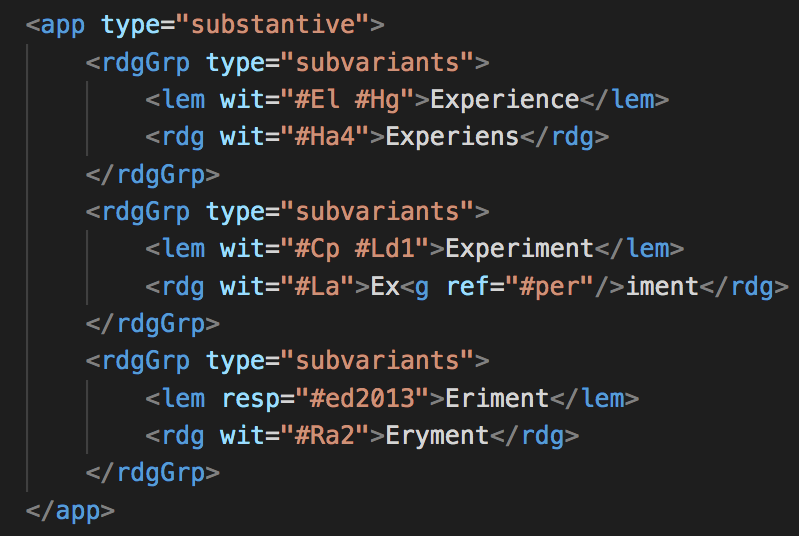 <app type="substantive">
<rdgGrp type="subvariants">
<lem wit="#El #Hg">Experience</lem>
<rdg wit="#Ha4">Experiens</rdg>
</rdgGrp>
<rdgGrp type="subvariants">
<lem wit="#Cp #Ld1">Experiment</lem>
<rdg wit="#La">Ex<g ref="#per"/>iment</rdg>
</rdgGrp>
<rdgGrp type="subvariants">
<lem resp="#ed2013">Eriment</lem>
<rdg wit="#Ra2">Eryment</rdg>
</rdgGrp>
</app>